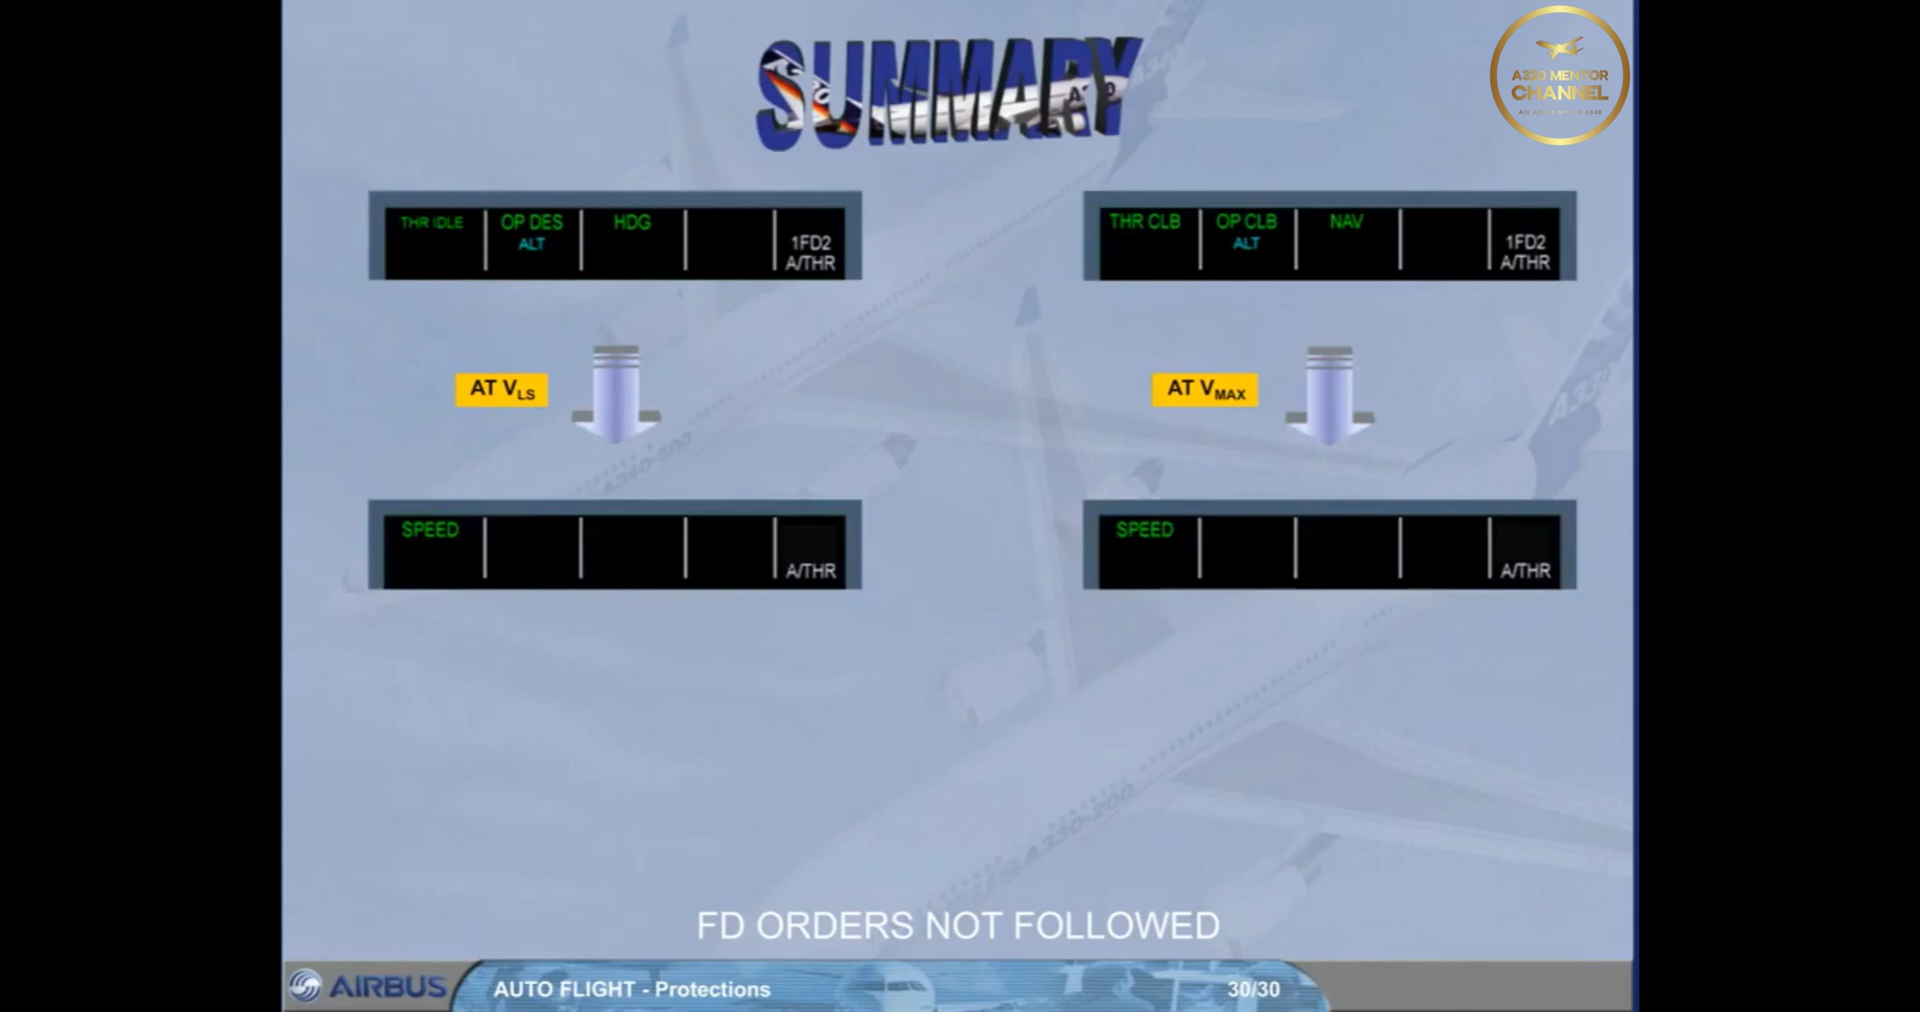 SUMMARY
A330 MENTOR
CHANNEL
THR IDLE OP DES HDG
ALT 1FD2
A/THR
THR CLB OP CLB NAV
ALT 1FD2
A/THR
AT VLS
AT VMAX
SPEED
A/THR
SPEED
A/THR
FD ORDERS NOT FOLLOWED
AIRBUS AUTO FLIGHT - Protections 30/30